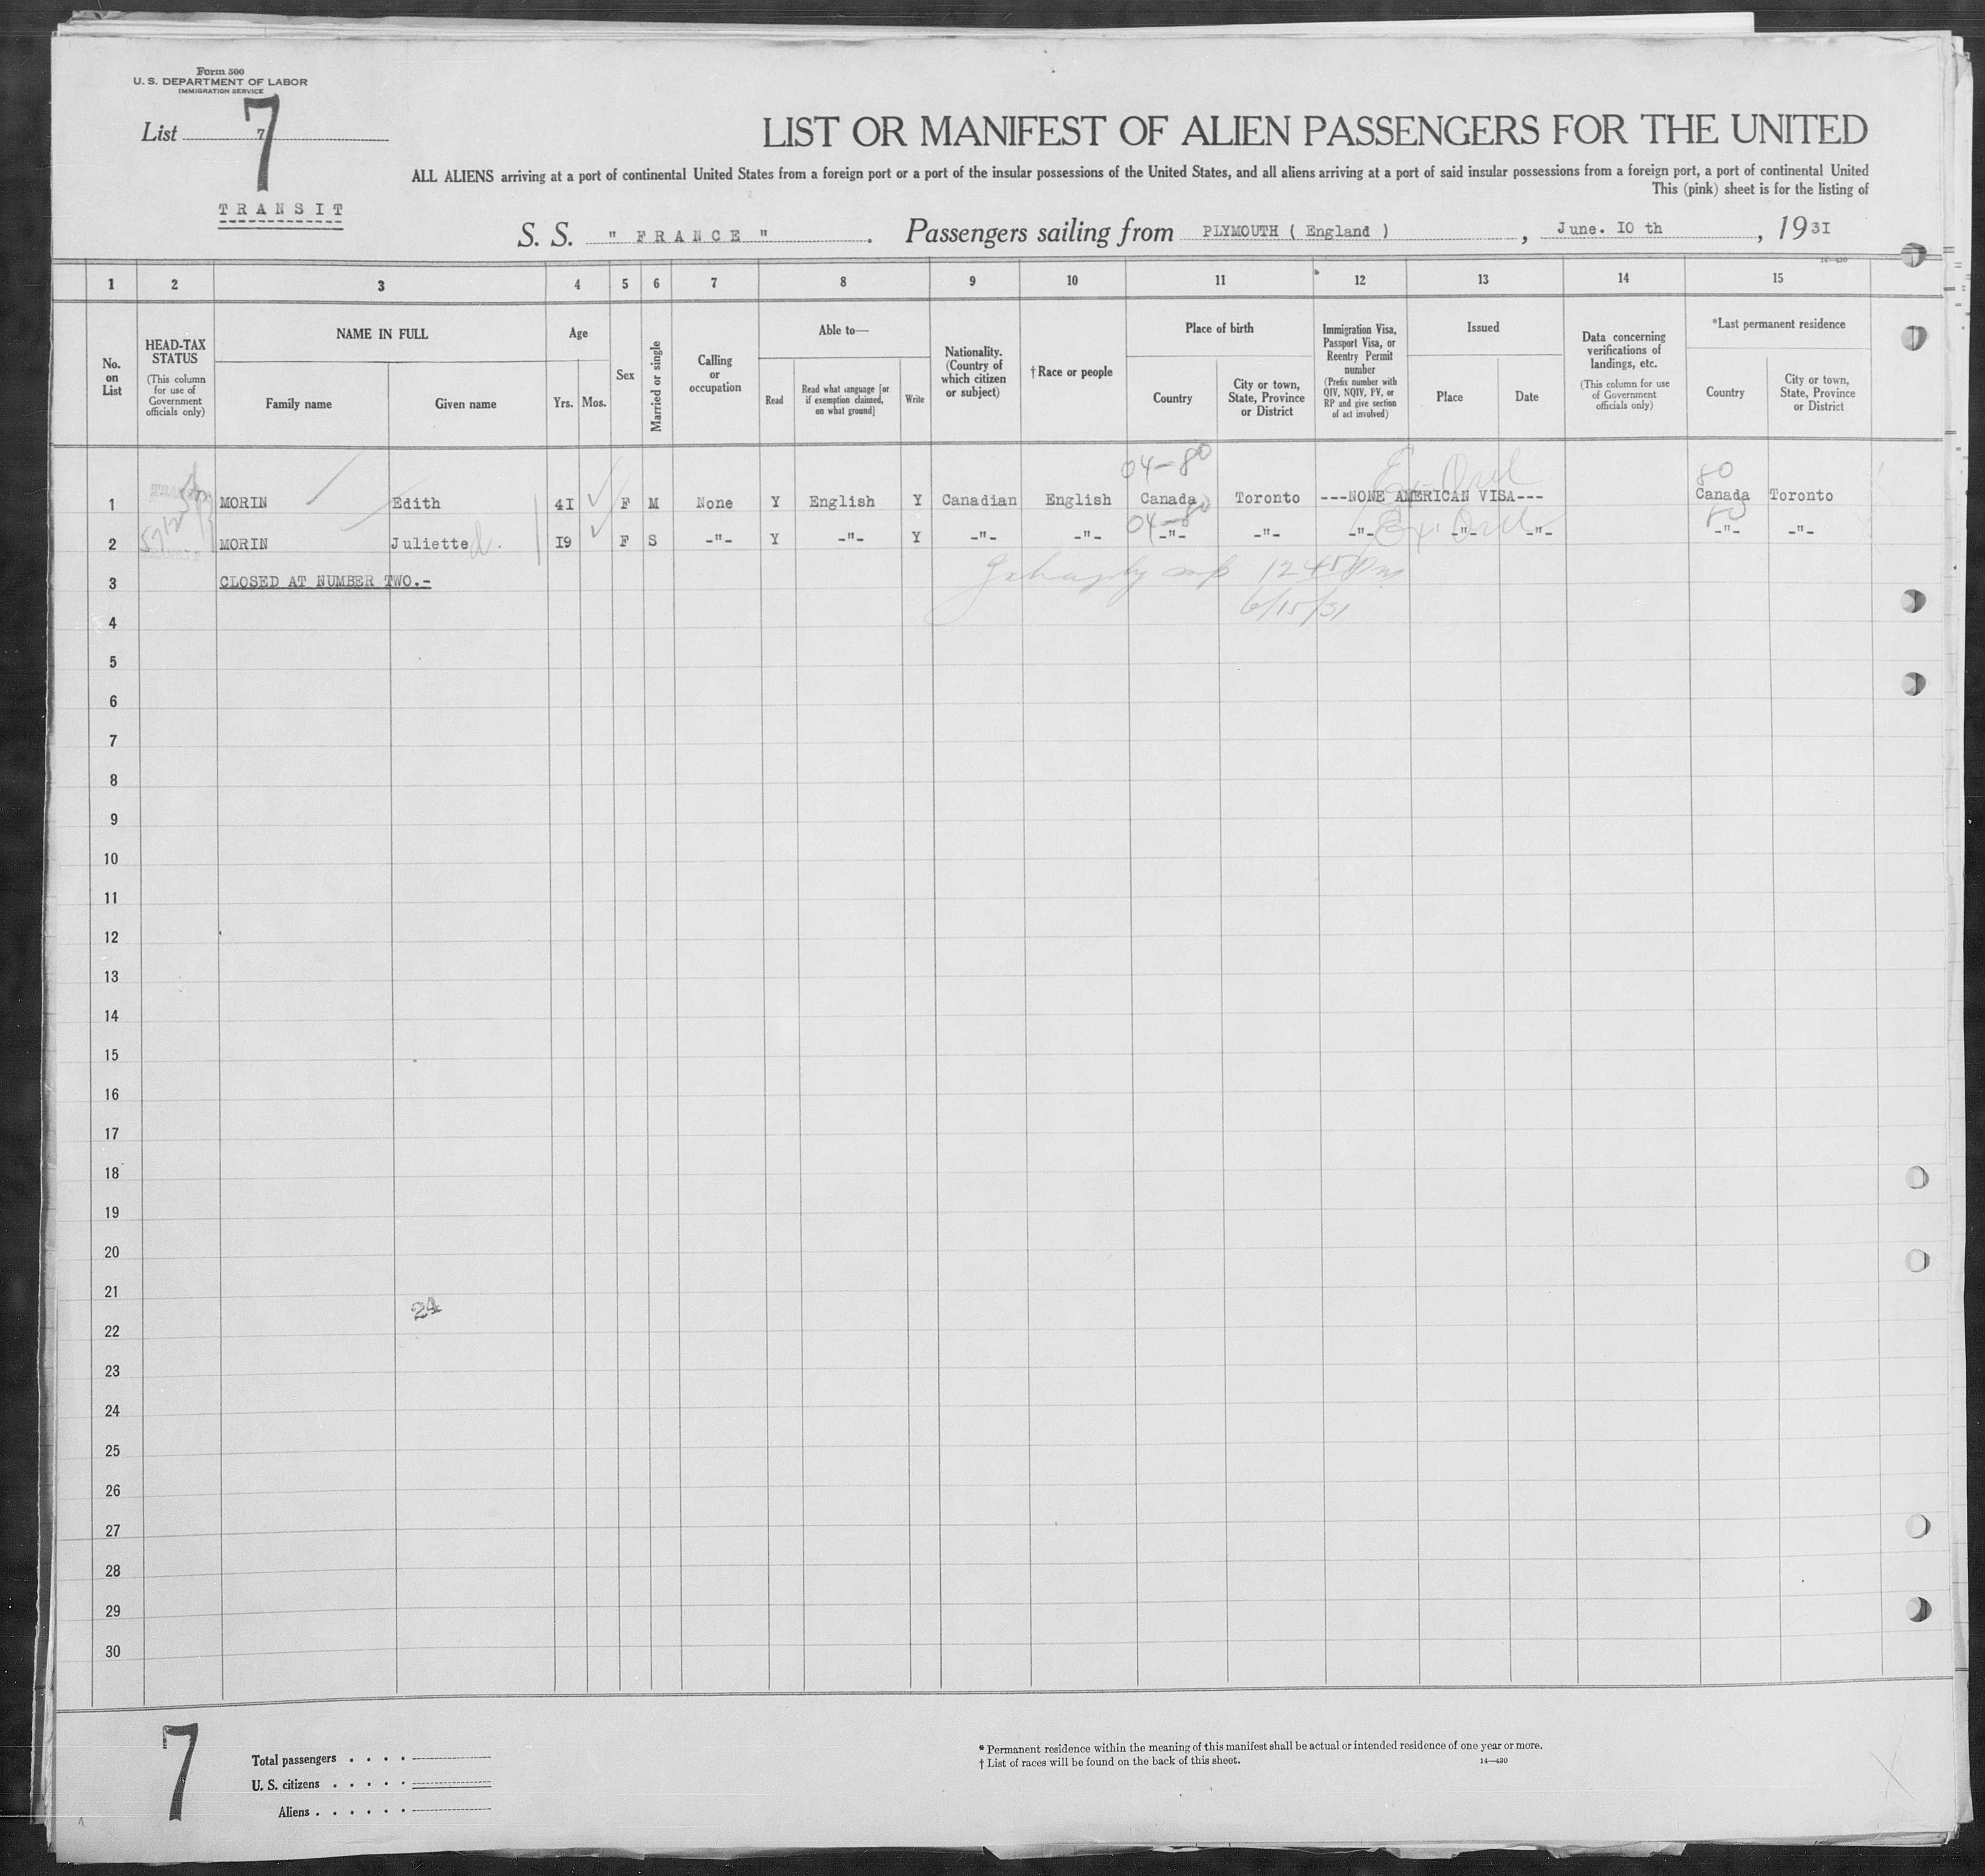 Form 500
U. S. DEPARTMENT OF LABOR
IMMIGRATION SERVICE
List 7
7
TRANSIT
LIST OR MANIFEST OF ALIEN PASSENGERS FOR THE UNITED
ALL ALIENS arriving at a port of continental United States from a foreign port or a port of the insular possessions of the United States, and all aliens arriving at a port of said insular possessions from a foreign port, a port of continental United
This (pink) sheet is for the listing of
S. S. " FRANCE " . Passengers sailing from PLYMOUTH ( England ) , June. IO th , 1931
14-430
1 2 3 4 5 6 7 8 9 10 11 12 13 14 15
No. on List
HEAD-TAX STATUS (This column for use of Government officials only)
NAME IN FULL
Family name Given name
Age
Yrs. Mos.
Sex
Married or single
Calling or occupation
Able to—
Read Read what language [or if exemption claimed, on what ground] Write
Nationality. (Country of which citizen or subject)
†Race or people
Place of birth
Country City or town, State, Province or District
Immigration Visa, Passport Visa, or Reentry Permit number (Prefix number with QIV, NQIV, PV, or RP and give section of act involved)
Issued
Place Date
Data concerning verifications of landings, etc. (This column for use of Government officials only)
*Last permanent residence
Country City or town, State, Province or District
04-80 80
1 MORIN Edith 4I F M None Y English Y Canadian English Canada Toronto ---NONE AMERICAN VISA--- Canada Toronto
04-80 80
2 MORIN Juliette d. I9 F S -"- Y -"- Y -"- -"- -"- -"- -"- -"- -"- -"- -"-
3 CLOSED AT NUMBER TWO.- 12 45 Pm
6/15/31
4
5
6
7
8
9
10
11
12
13
14
15
16
17
18
19
20
21
24
22
23
24
25
26
27
28
29
30
7
Total passengers . . . .
U. S. citizens . . . . .
Aliens . . . . . .
* Permanent residence within the meaning of this manifest shall be actual or intended residence of one year or more.
† List of races will be found on the back of this sheet. 14-430